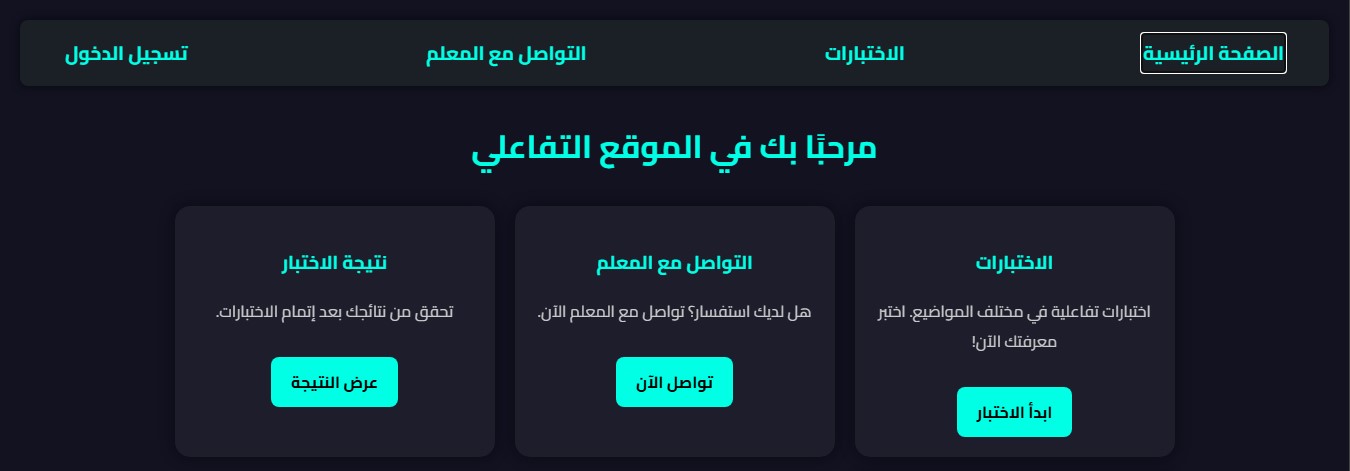 الصفحة الرئيسية
الاختبارات
التواصل مع المعلم
تسجيل الدخول
مرحبًا بك في الموقع التفاعلي
الاختبارات
اختبارات تفاعلية في مختلف المواضيع. اختبر
معرفتك الآن!
ابدأ الاختبار
التواصل مع المعلم
هل لديك استفسار؟ تواصل مع المعلم الآن.
تواصل الآن
نتيجة الاختبار
تحقق من نتائجك بعد إتمام الاختبارات.
عرض النتيجة